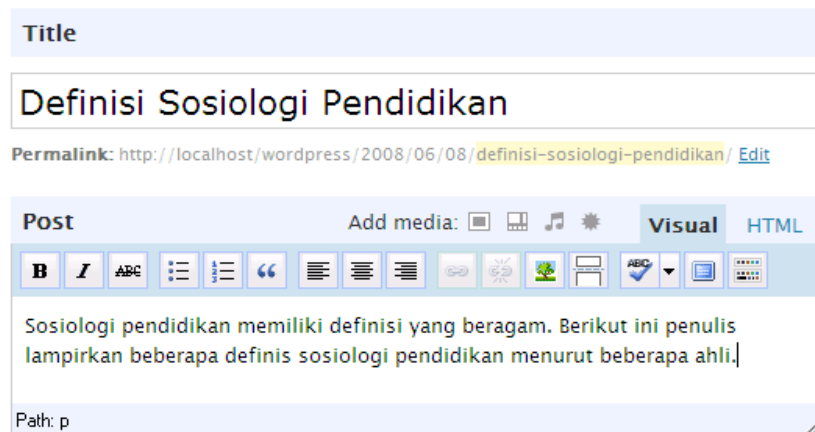 Title
Definisi Sosiologi Pendidikan
Permalink: http://localhost/wordpress/2008/06/08/definisi-sosiologi-pendidikan/ Edit
Post Add media: Visual HTML
B I ABC ABC
Sosiologi pendidikan memiliki definisi yang beragam. Berikut ini penulis
lampirkan beberapa definis sosiologi pendidikan menurut beberapa ahli.
Path: p